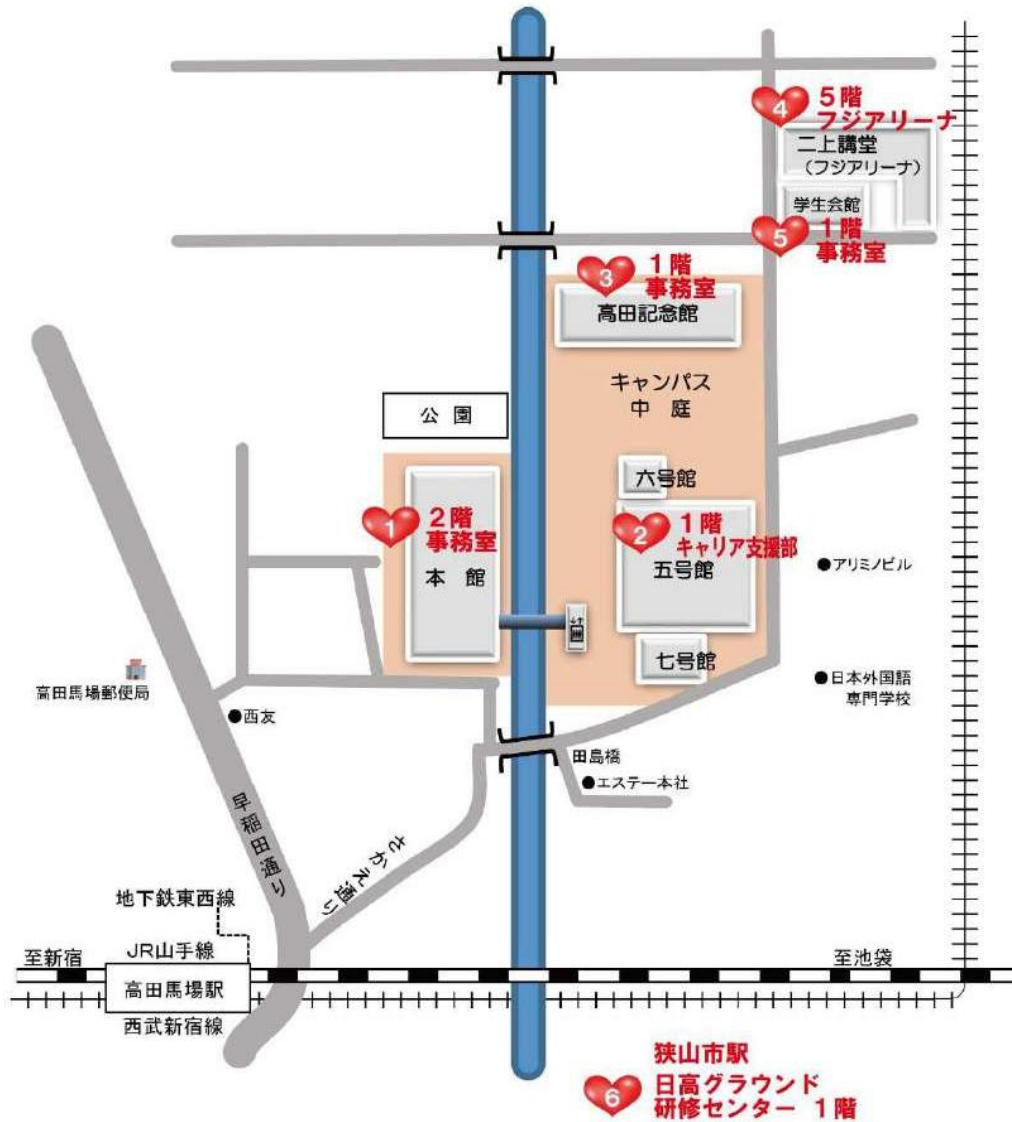 4
5階
フジアリーナ
二上講堂
（フジアリーナ）
学生会館
5
1階
事務室
3
1階
事務室
高田記念館
キャンパス
中庭
公園
六号館
1
2階
事務室
本館
2
1階
キャリア支援部
五号館
●アリミノビル
七号館
●日本外国語
専門学校
高田馬場郵便局
●西友
田島橋
●エステー本社
早稲田通り
さかえ通り
地下鉄東西線
至新宿
JR山手線
至池袋
高田馬場駅
西武新宿線
狭山市駅
6
日高グラウンド
研修センター 1階